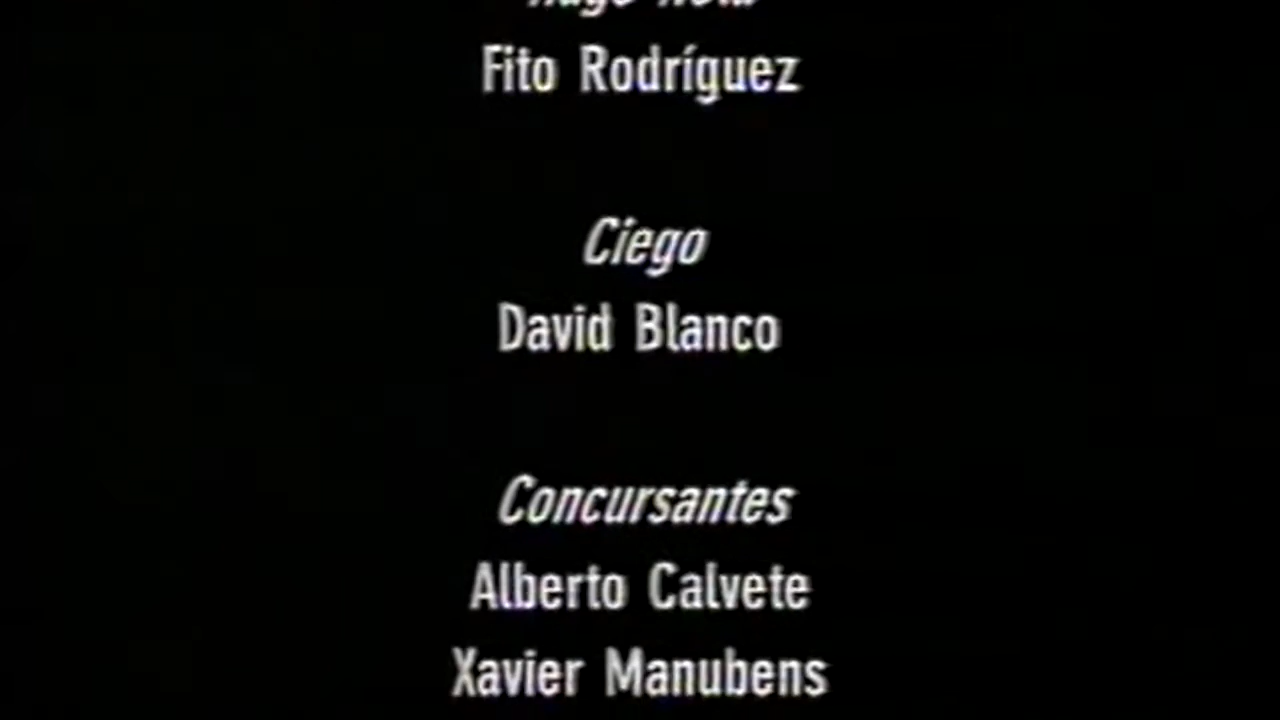 Fito Rodríguez
Ciego
David Blanco
Concursantes
Alberto Calvete
Xavier Manubens